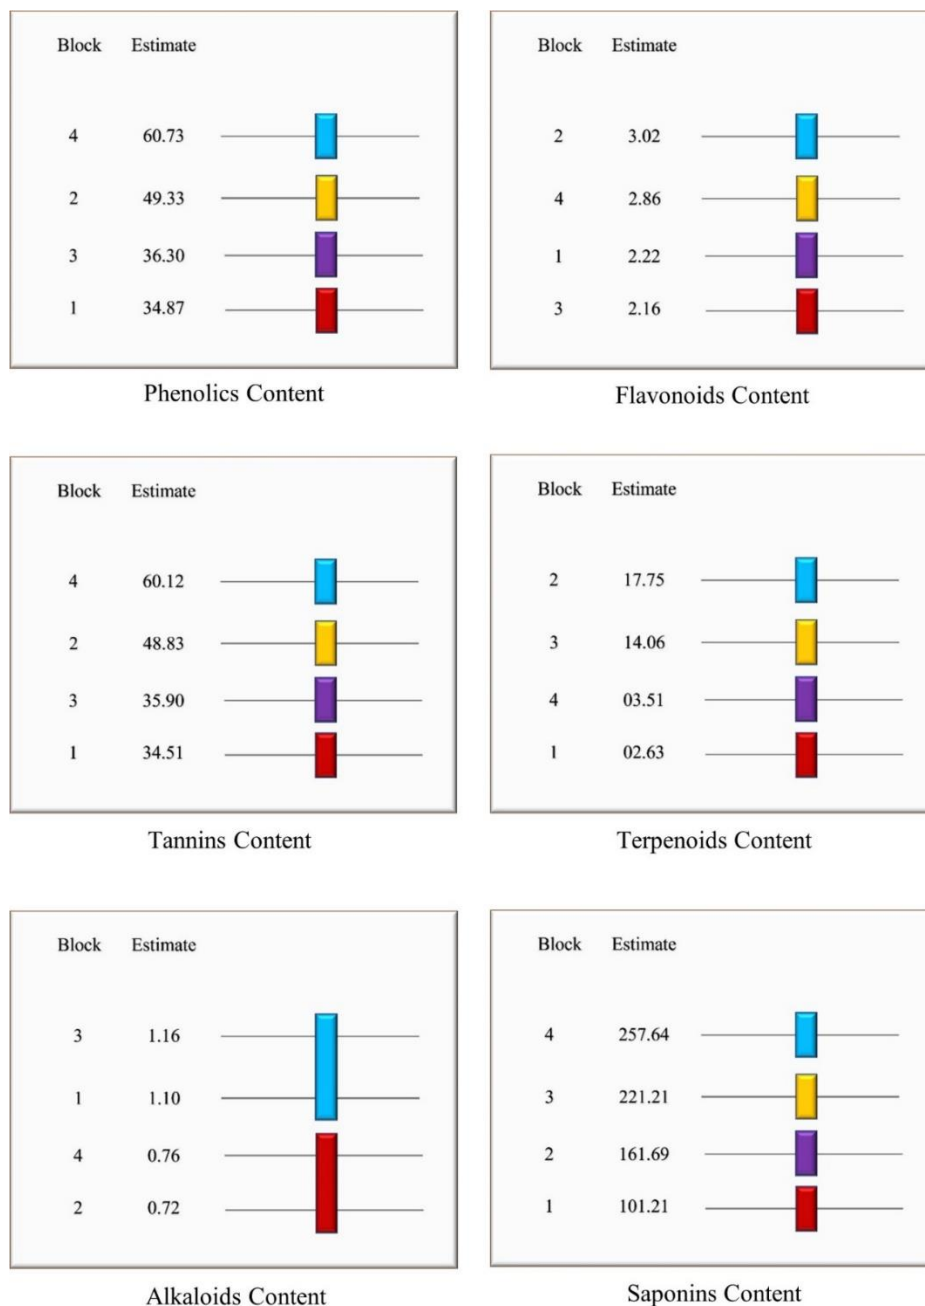 Block Estimate
4 60.73
2 49.33
3 36.30
1 34.87
Phenolics Content
Block Estimate
2 3.02
4 2.86
1 2.22
3 2.16
Flavonoids Content
Block Estimate
4 60.12
2 48.83
3 35.90
1 34.51
Tannins Content
Block Estimate
2 17.75
3 14.06
4 03.51
1 02.63
Terpenoids Content
Block Estimate
3 1.16
1 1.10
4 0.76
2 0.72
Alkaloids Content
Block Estimate
4 257.64
3 221.21
2 161.69
1 101.21
Saponins Content